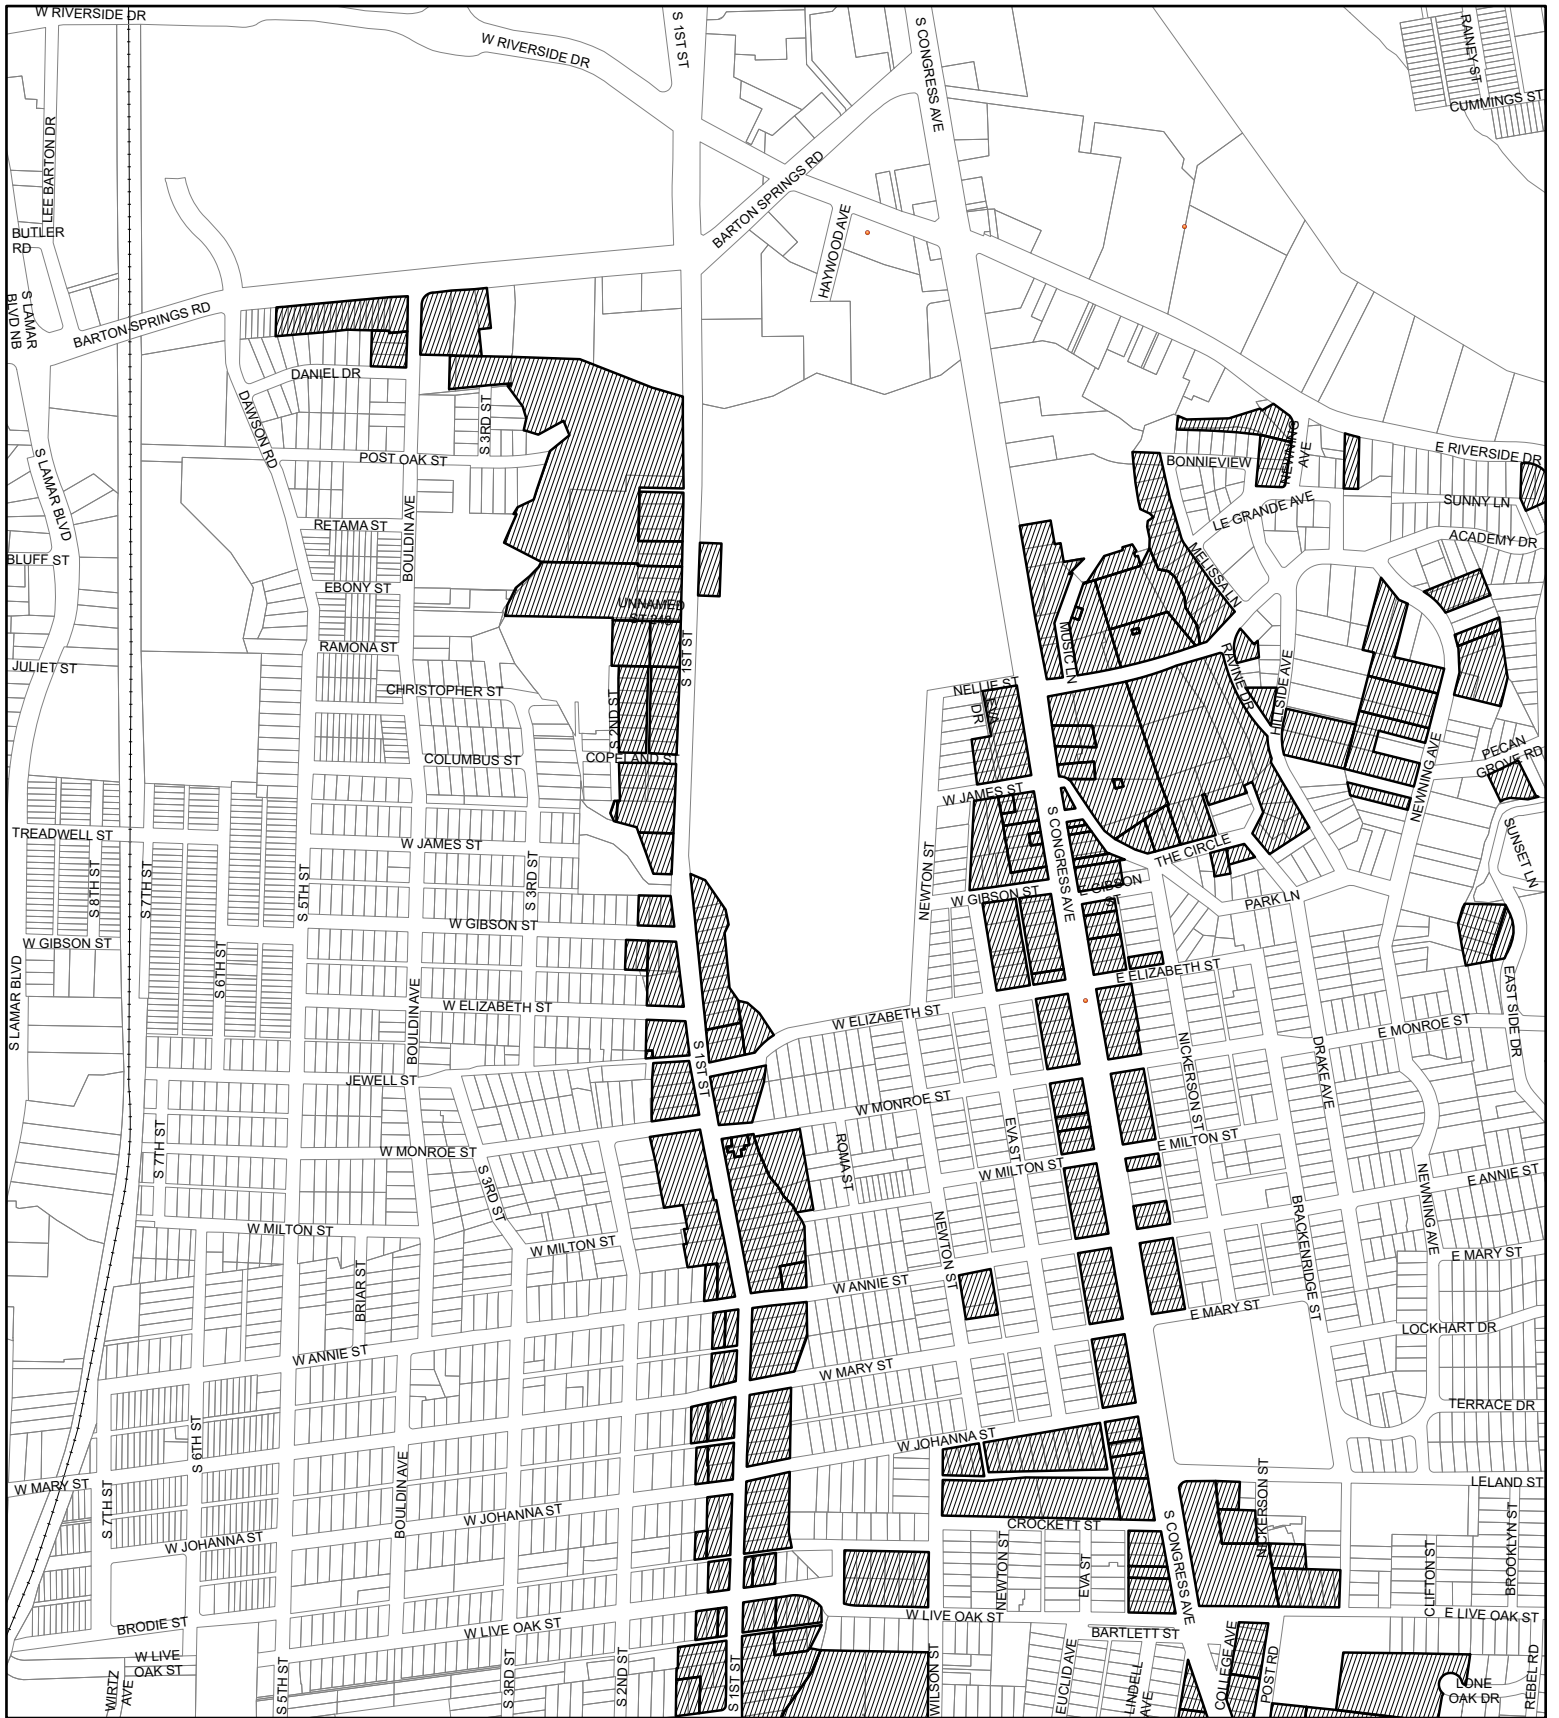 W RIVERSIDE DR
W RIVERSIDE DR
S 1ST ST
S CONGRESS AVE
RAINEY ST
CUMMINGS ST
LEE BARTON DR
BUTLER
RD
BARTON SPRINGS RD
HAYWOOD AVE
S LAMAR
BLVD NB
BARTON SPRINGS RD
DANIEL DR
DAWSON RD
S 3RD ST
POST OAK ST
NEWNING
AVE
BONNIEVIEW
E RIVERSIDE DR
S LAMAR BLVD
BOULDIN AVE
SUNNY LN
LE GRANDE AVE
RETAMA ST
ACADEMY DR
BLUFF ST
MELISSA LN
EBONY ST
UNNAMED
RAMONA ST
MUSIC LN
S 1ST ST
RAVINE DR
JULIET ST
HILLSIDE AVE
CHRISTOPHER ST
NELLIE ST
EVA
DR
S 2ND ST
COLUMBUS ST
COPELAND S
PECAN
GROVE RD
NEWNING AVE
W JAMES ST
S CONGRESS AVE
TREADWELL ST
W JAMES ST
THE CIRCLE
SUNSET LN
S 8TH ST
S 7TH ST
S 5TH ST
S 3RD ST
NEWTON ST
E GIBSON
ST
W GIBSON ST
PARK LN
W GIBSON ST
W GIBSON ST
S 6TH ST
E ELIZABETH ST
EAST SIDE DR
S LAMAR BLVD
BOULDIN AVE
W ELIZABETH ST
W ELIZABETH ST
E MONROE ST
NICKERSON ST
DRAKE AVE
S 1ST ST
JEWELL ST
W MONROE ST
S 7TH ST
W MONROE ST
ROMA ST
EVA ST
E MILTON ST
W MILTON ST
S 3RD ST
E ANNIE ST
NEWNING AVE
BRACKENRIDGE ST
W MILTON ST
W MILTON ST
NEWTON ST
E MARY ST
BRIAR ST
W ANNIE ST
E MARY ST
W ANNIE ST
LOCKHART DR
W MARY ST
TERRACE DR
S 6TH ST
W JOHANNA ST
W MARY ST
S 7TH ST
BOULDIN AVE
W JOHANNA ST
NICKERSON ST
LELAND ST
W JOHANNA ST
CROCKETT ST
S CONGRESS AVE
NEWTON ST
EVA ST
CLIFTON ST
BROOKLYN ST
BRODIE ST
W LIVE OAK ST
W LIVE OAK ST
E LIVE OAK ST
BARTLETT ST
W LIVE
OAK ST
WIRTZ
AVE
S 5TH ST
S 3RD ST
S 2ND ST
S 1ST ST
WILSON ST
EUCLID AVE
LINDELL
AVE
COLLEGE AVE
POST RD
LONE
OAK DR
REBEL RD